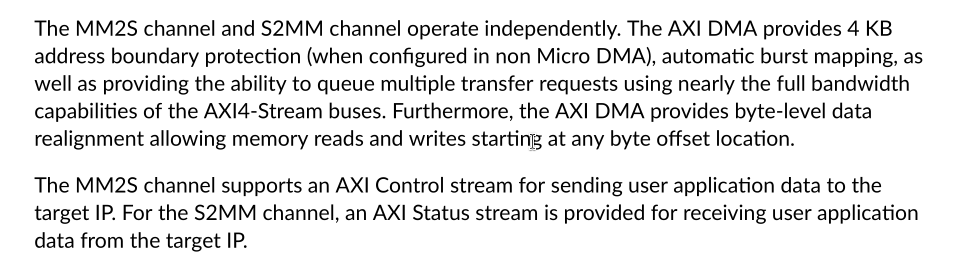 The MM2S channel and S2MM channel operate independently. The AXI DMA provides 4 KB
address boundary protection (when configured in non Micro DMA), automatic burst mapping, as
well as providing the ability to queue multiple transfer requests using nearly the full bandwidth
capabilities of the AXI4-Stream buses. Furthermore, the AXI DMA provides byte-level data
realignment allowing memory reads and writes starting at any byte offset location.
The MM2S channel supports an AXI Control stream for sending user application data to the
target IP. For the S2MM channel, an AXI Status stream is provided for receiving user application
data from the target IP.